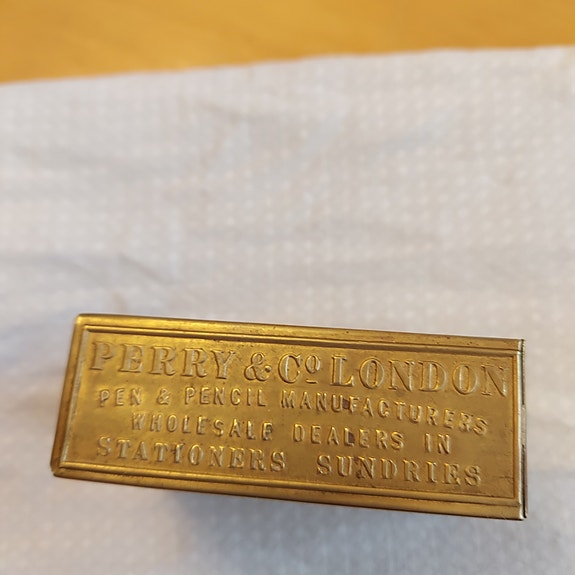 PERRY & Cº LONDON
PEN & PENCIL MANUFACTURERS
WHOLESALE DEALERS IN
STATIONERS SUNDRIES